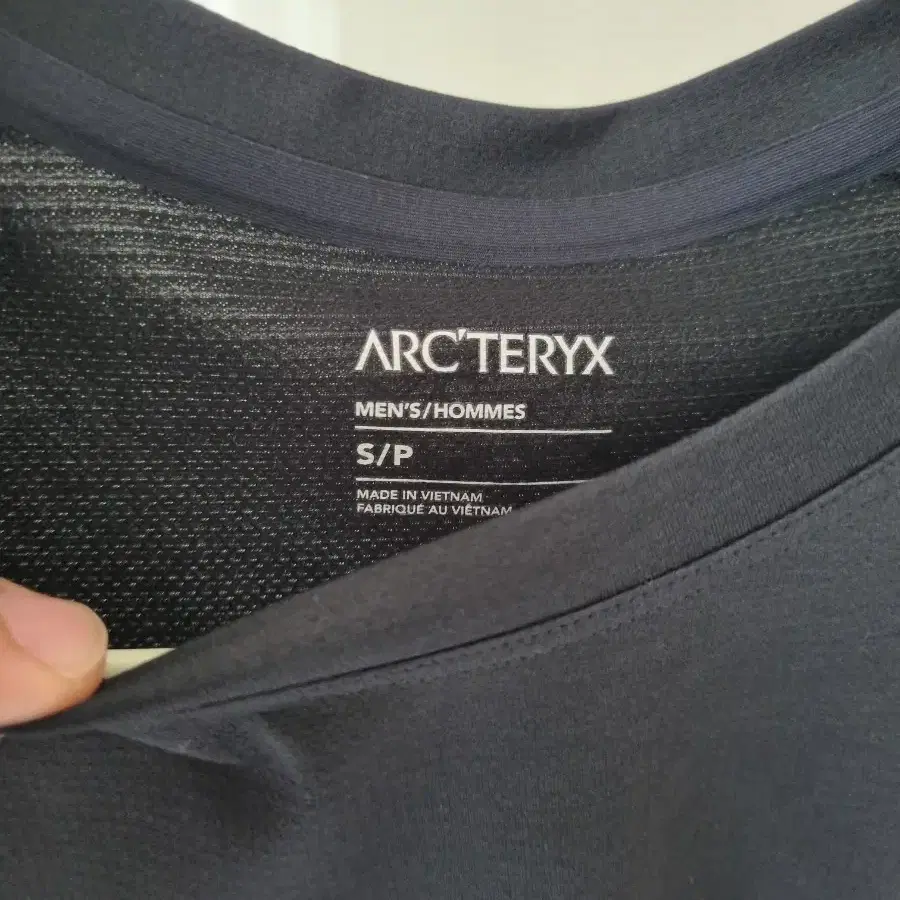 ARC'TERYX
MEN'S/HOMMES
S/P
MADE IN VIETNAM
FABRIQUÉ AU VIÊTNAM